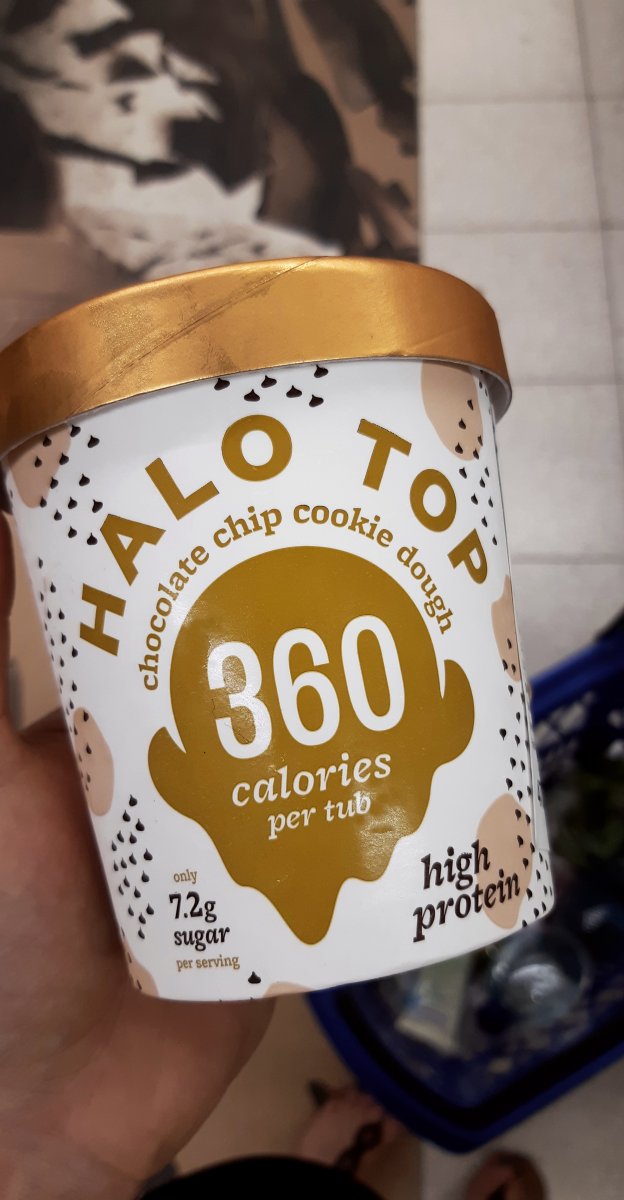 HALO TOP
chocolate chip cookie dough
360
calories
per tub
only
7.2g
sugar
per serving
high
protein